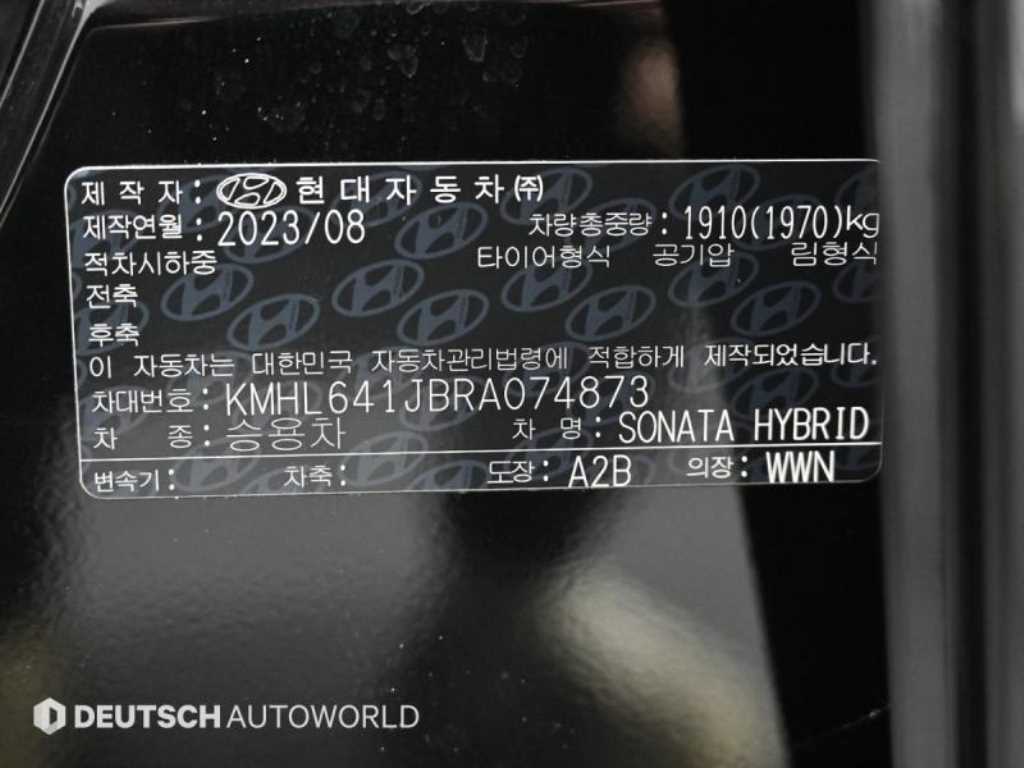 제 작 자 : 현 대 자 동 차 ㈜
제작연월 : 2023/08 차량총중량 : 1910(1970)kg
적차시하중 타이어형식 공기압 림형식
전축
후축
이 자동차는 대한민국 자동차관리법령에 적합하게 제작되었습니다.
차대번호 : KMHL641JBRA074873
차 종 : 승용차 차 명 : SONATA HYBRID
변속기 : 차축 : 도장 : A2B 의장 : WWN
DEUTSCH AUTOWORLD